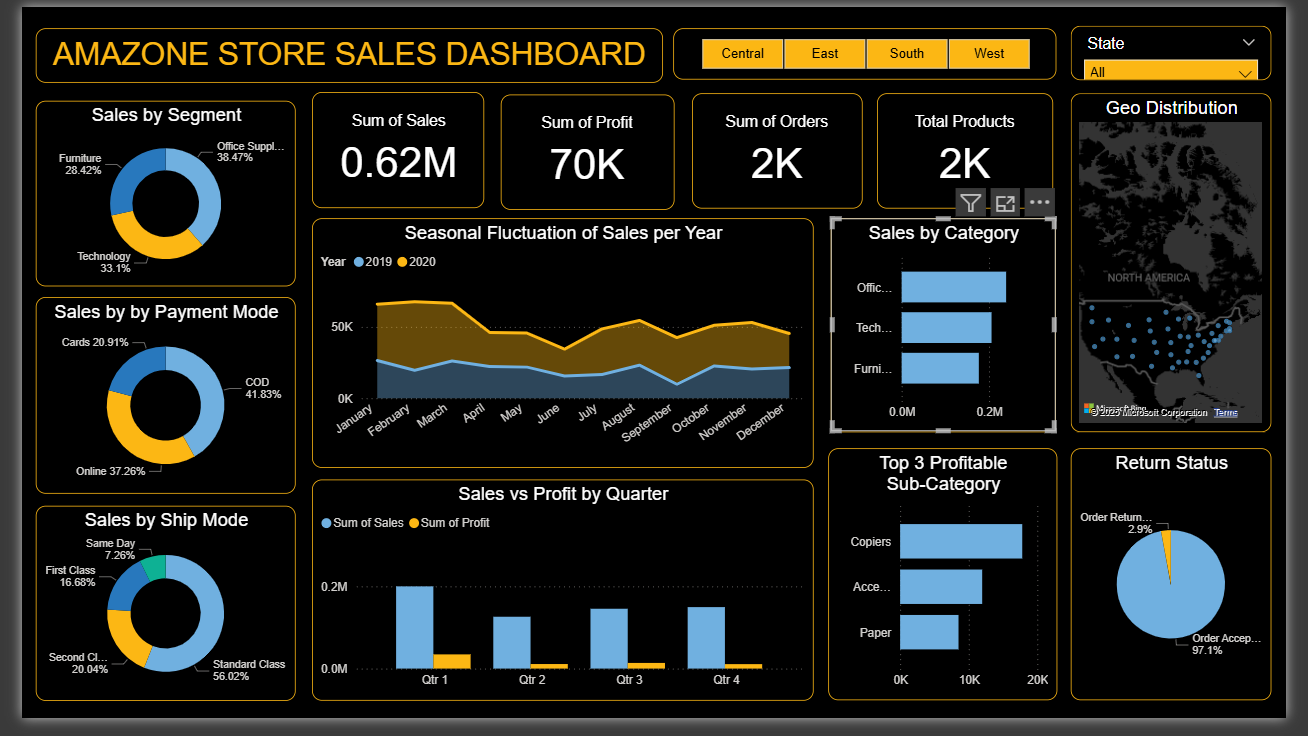 AMAZONE STORE SALES DASHBOARD
Central
East
South
West
State
All
Sales by Segment
Furniture
28.42%
Office Suppl...
38.47%
Technology
33.1%
Sum of Sales
0.62M
Sum of Profit
70K
Sum of Orders
2K
Total Products
2K
Geo Distribution
NORTH AMERICA
© 2025 Microsoft Corporation
Terms
Seasonal Fluctuation of Sales per Year
Year
2019
2020
50K
0K
January
February
March
April
May
June
July
August
September
October
November
December
Sales by Category
Offic...
Tech...
Furni...
0.0M
0.2M
Sales by by Payment Mode
Cards 20.91%
COD
41.83%
Online 37.26%
Sales by Ship Mode
Same Day
7.26%
First Class
16.68%
Second Cl...
20.04%
Standard Class
56.02%
Sales vs Profit by Quarter
Sum of Sales
Sum of Profit
0.2M
0.0M
Qtr 1
Qtr 2
Qtr 3
Qtr 4
Top 3 Profitable
Sub-Category
Copiers
Acce...
Paper
0K
10K
20K
Return Status
Order Return...
2.9%
Order Accep...
97.1%